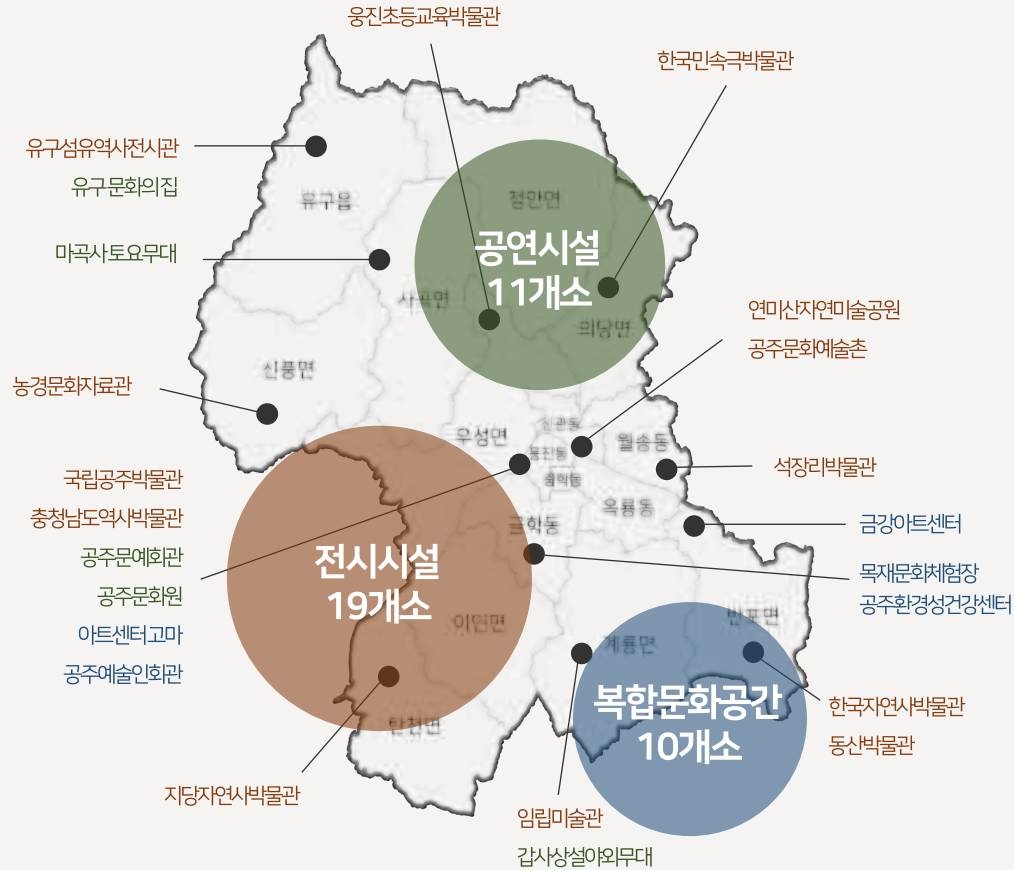 웅진초등교육박물관
한국민속극박물관
유구섬유역사전시관
유구문화의집
유구읍
정안면
마곡사토요무대
공연시설
11개소
사곡면
의당면
연미산자연미술공원
공주문화예술촌
신풍면
농경문화자료관
신관동
우성면
월송동
웅진동
석장리박물관
중학동
국립공주박물관
옥룡동
충청남도역사박물관
금학동
금강아트센터
공주문예회관
전시시설
19개소
목재문화체험장
공주문화원
공주환경성건강센터
이인면
반포면
아트센터고마
계룡면
공주예술인회관
복합문화공간
10개소
한국자연사박물관
동산박물관
탄천면
지당자연사박물관
임립미술관
갑사상설야외무대